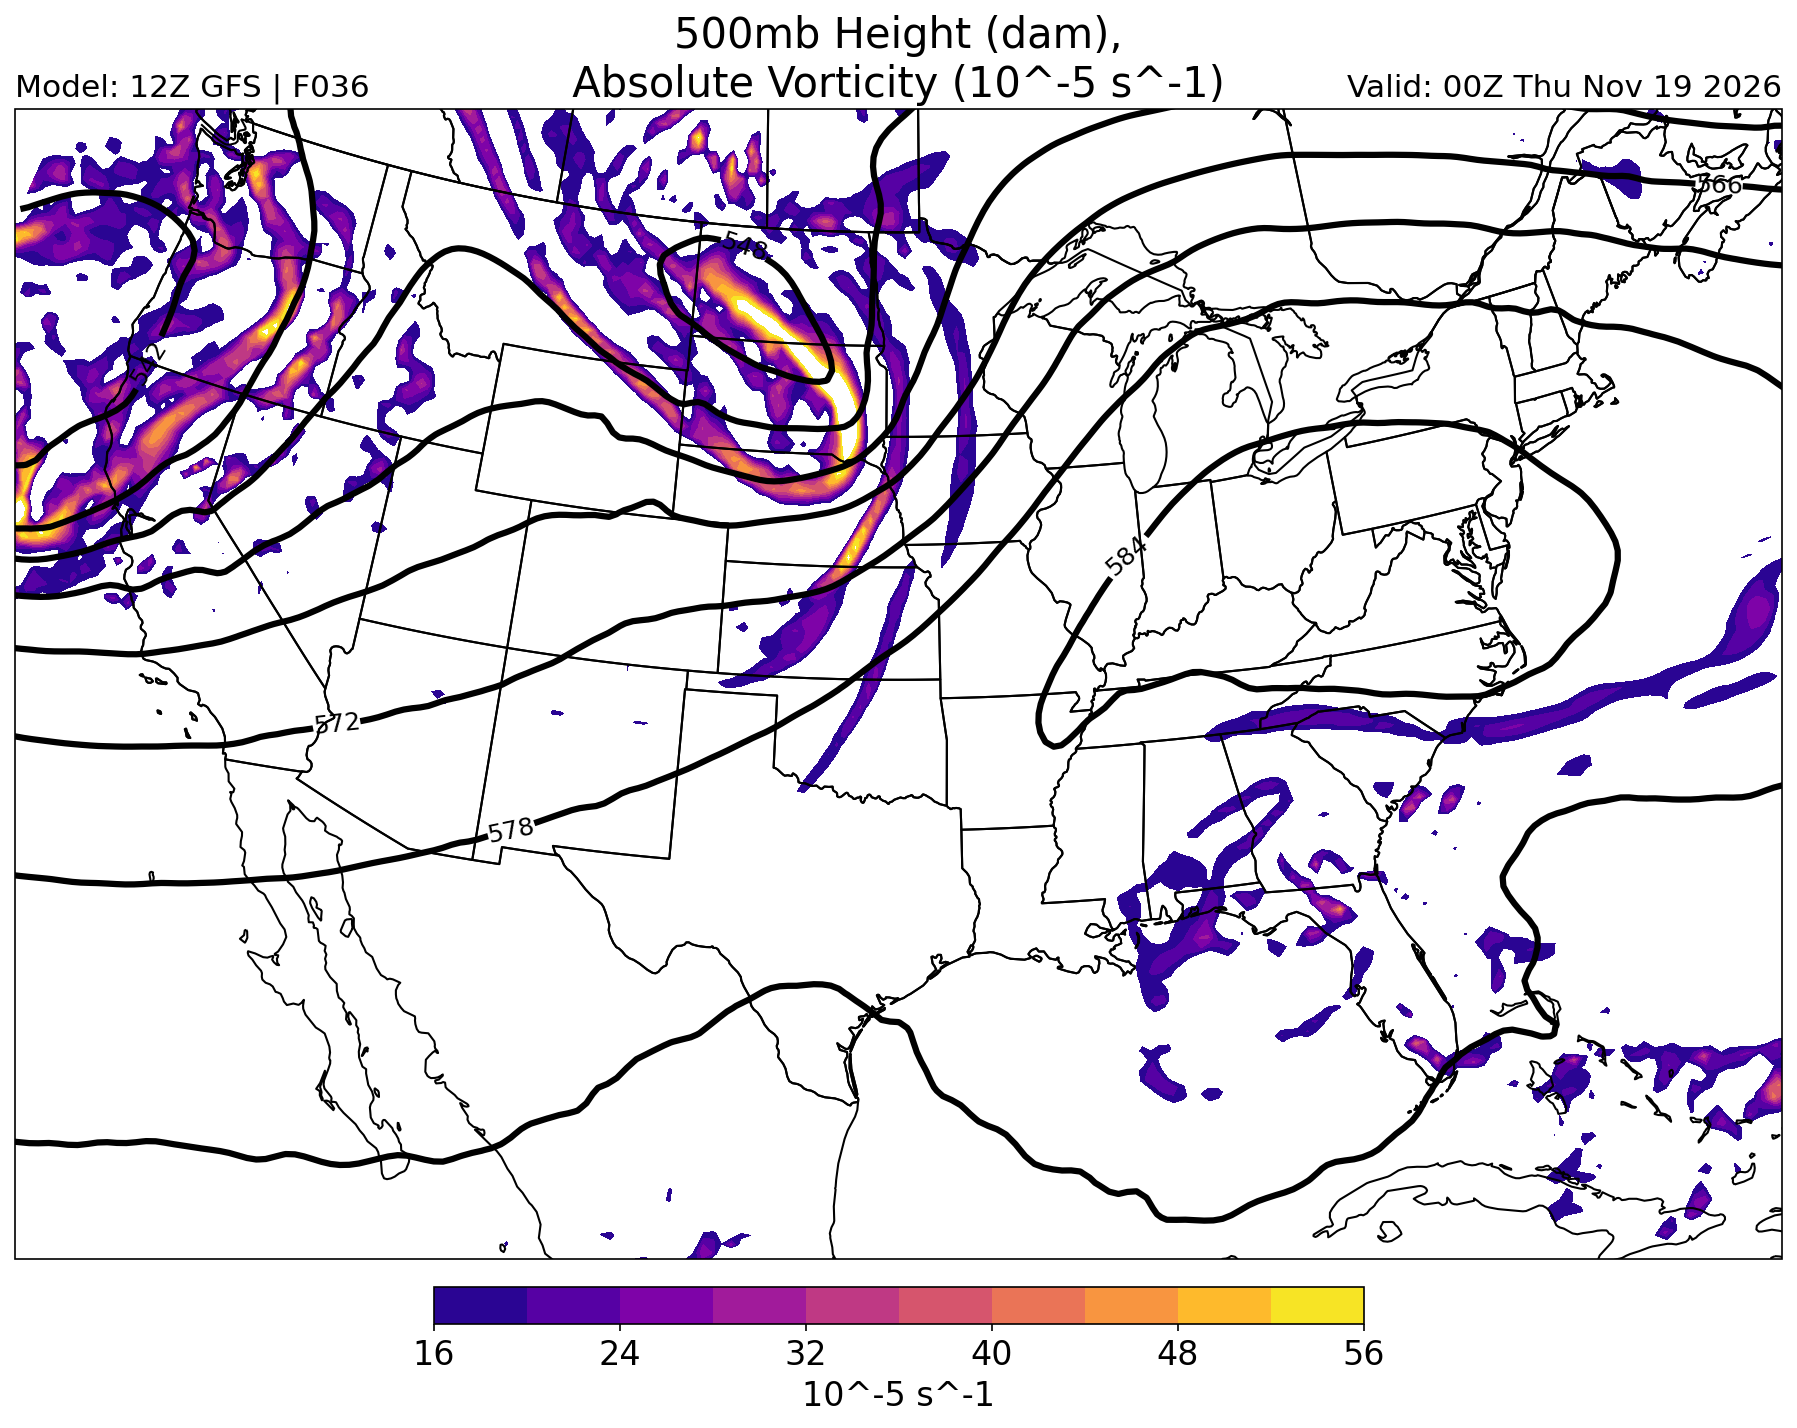 500mb Height (dam),
Model: 12Z GFS | F036
Absolute Vorticity (10^-5 s^-1)
Valid: 00Z Thu Nov 19 2026
566
548
542
584
572
578
16 24 32 40 48 56
10^-5 s^-1